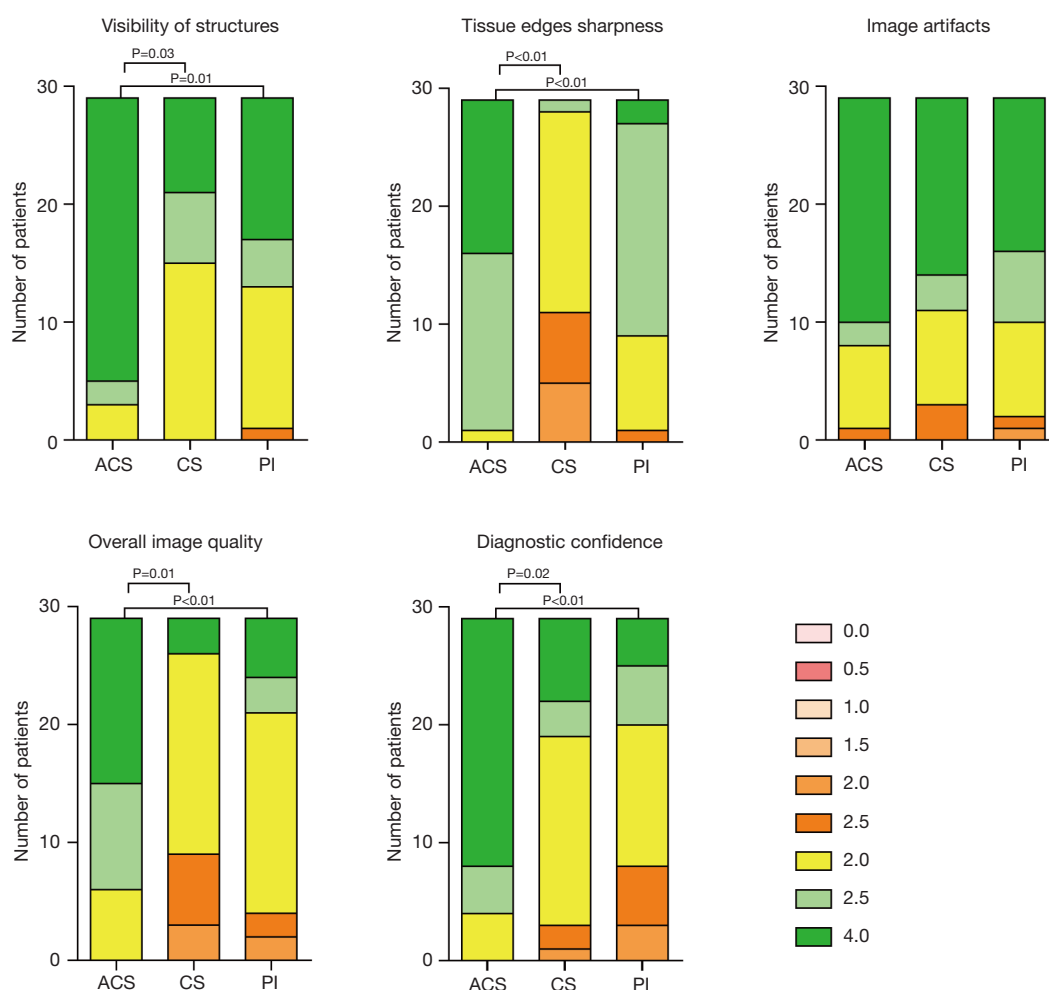 Visibility of structures
P=0.03
P=0.01
30
20
10
0
Number of patients
ACS CS PI
Tissue edges sharpness
P<0.01
P<0.01
30
20
10
0
Number of patients
ACS CS PI
Image artifacts
30
20
10
0
Number of patients
ACS CS PI
Overall image quality
P=0.01
P<0.01
30
20
10
0
Number of patients
ACS CS PI
Diagnostic confidence
P=0.02
P<0.01
30
20
10
0
Number of patients
ACS CS PI
0.0
0.5
1.0
1.5
2.0
2.5
2.0
2.5
4.0